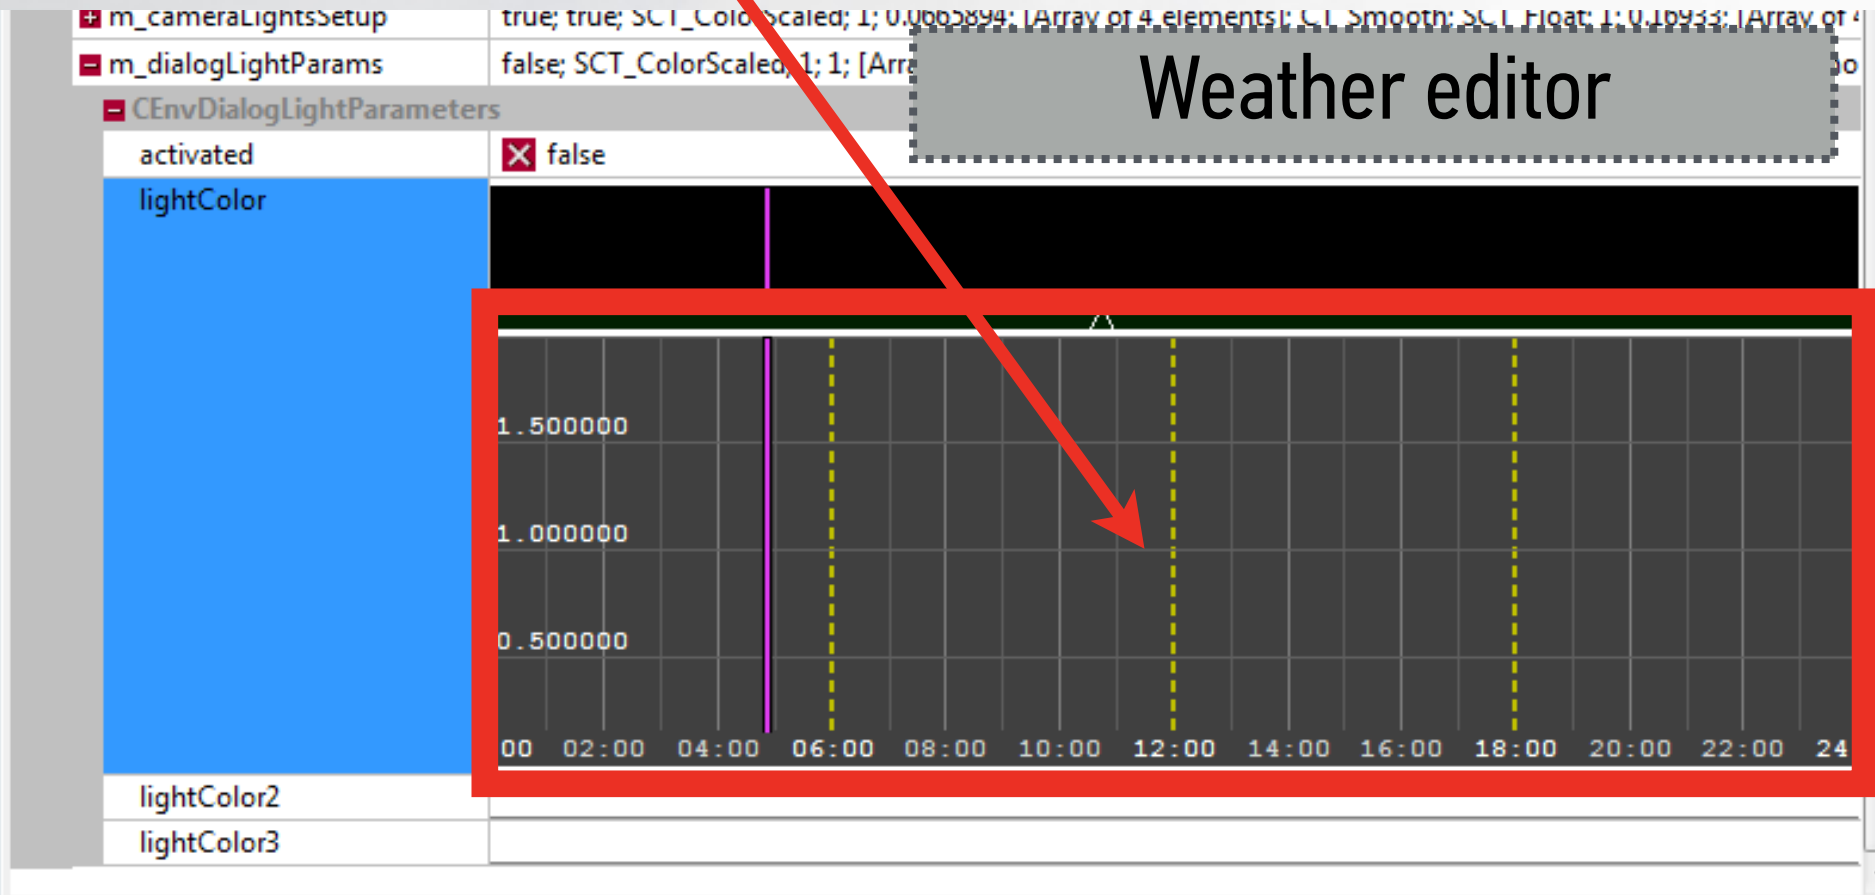 m_cameraLightsSetup
true; true; SCT_ColorScaled; 1; 0.0665894; [Array of 4 elements]; CT_Smooth; SCT_Float; 1; 0.16933; [Array of 4
m_dialogLightParams
false; SCT_ColorScaled; 1; 1; [Arra
Weather editor
CEnvDialogLightParameters
activated
false
lightColor
1.500000
1.000000
0.500000
00 02:00 04:00 06:00 08:00 10:00 12:00 14:00 16:00 18:00 20:00 22:00 24
lightColor2
lightColor3